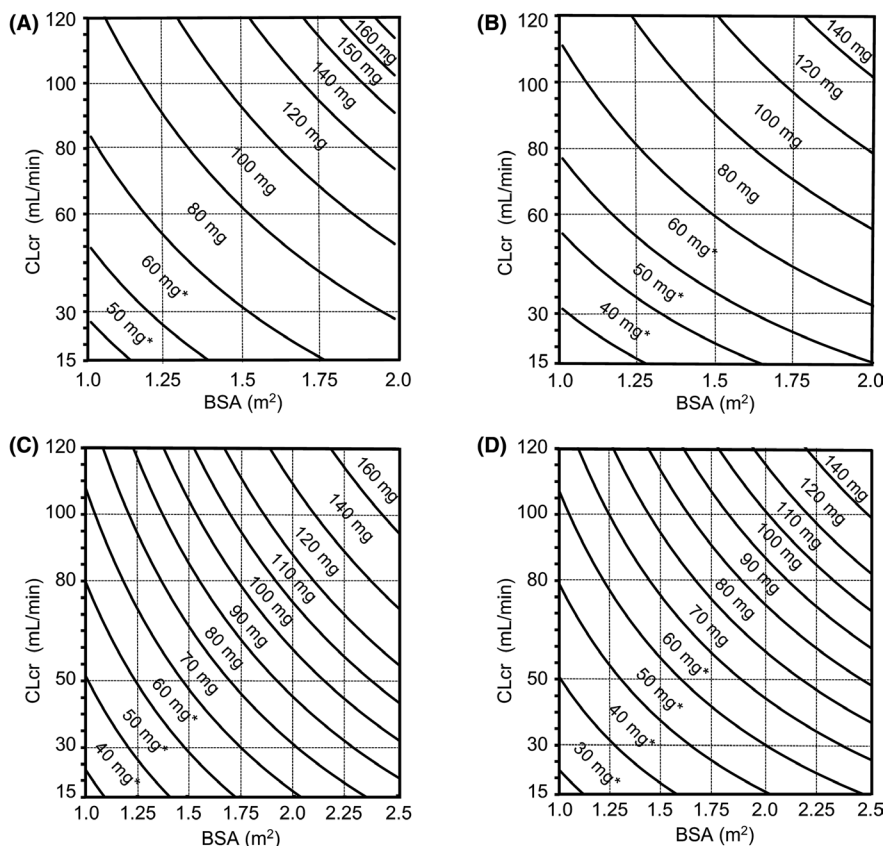 (A)
120
100
80
60
30
15
CLcr (mL/min)
1.0 1.25 1.5 1.75 2.0
BSA (m²)
160 mg
150 mg
140 mg
120 mg
100 mg
80 mg
60 mg*
50 mg*
(B)
120
100
80
60
30
15
CLcr (mL/min)
1.0 1.25 1.5 1.75 2.0
BSA (m²)
140 mg
120 mg
100 mg
80 mg
60 mg*
50 mg*
40 mg*
(C)
120
100
80
50
30
15
CLcr (mL/min)
1.0 1.25 1.5 1.75 2.0 2.25 2.5
BSA (m²)
160 mg
140 mg
120 mg
110 mg
100 mg
90 mg
80 mg
70 mg
60 mg*
50 mg*
40 mg*
(D)
120
100
80
50
30
15
CLcr (mL/min)
1.0 1.25 1.5 1.75 2.0 2.25 2.5
BSA (m²)
140 mg
120 mg
110 mg
100 mg
90 mg
80 mg
70 mg
60 mg*
50 mg*
40 mg*
30 mg*